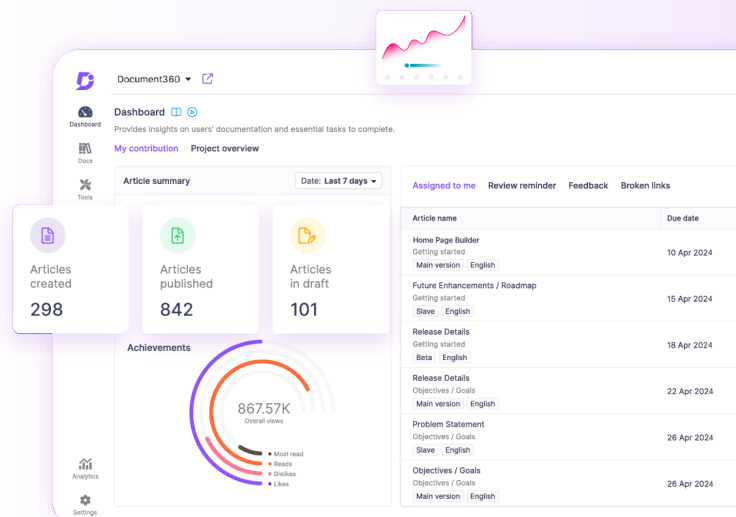 Document360
Dashboard
Dashboard
Provides insights on users' documentation and essential tasks to complete.
Docs
My contribution Project overview
Tools
Article summary Date: Last 7 days
Articles
created
298
Articles
published
842
Articles
in draft
101
Achievements
867.57K
Overall views
Most read
Reads
Dislikes
Likes
Analytics
Settings
Assigned to me Review reminder Feedback Broken links
Article name Due date
Home Page Builder
Getting started
Main version English
10 Apr 2024
Future Enhancements / Roadmap
Getting started
Slave English
15 Apr 2024
Release Details
Getting started
Beta English
18 Apr 2024
Release Details
Objectives / Goals
Main version English
22 Apr 2024
Problem Statement
Objectives / Goals
Slave English
26 Apr 2024
Objectives / Goals
Objectives / Goals
Main version English
26 Apr 2024